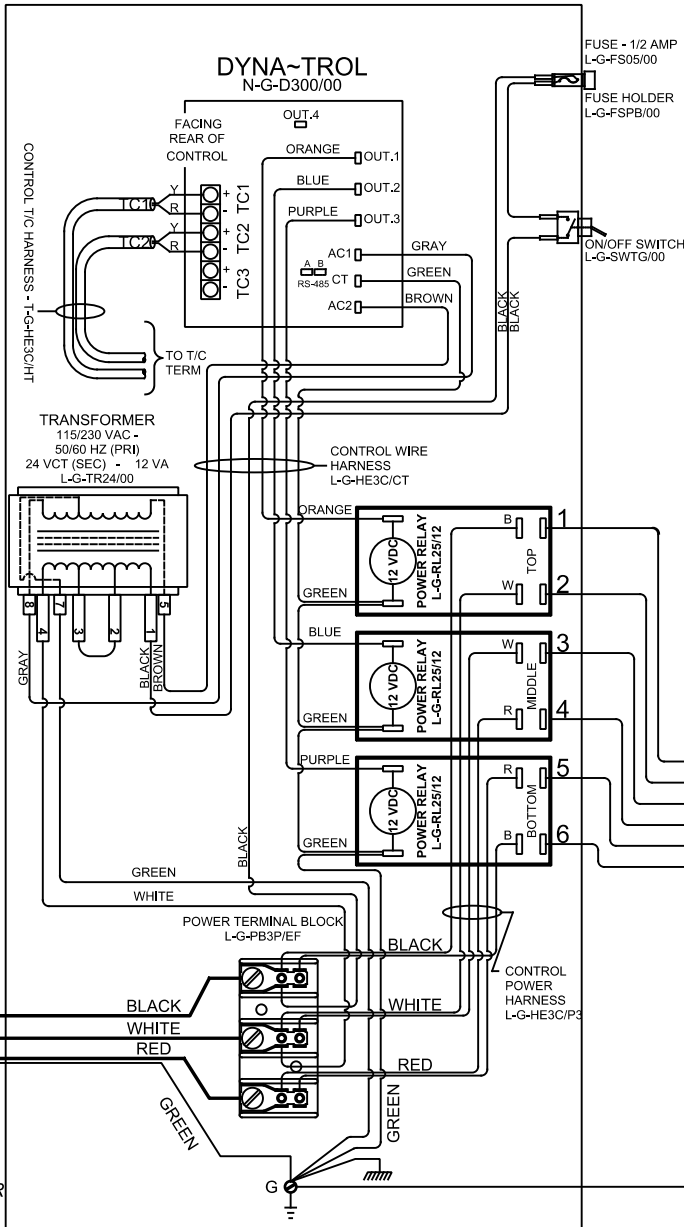 FUSE - 1/2 AMP
L-G-FS05/00
FUSE HOLDER
L-G-FSPB/00
DYNA~TROL
N-G-D300/00
OUT.4
FACING
REAR OF
CONTROL
ORANGE
OUT.1
BLUE
OUT.2
PURPLE
OUT.3
CONTROL T/C HARNESS - T-G-HE3C/HT
TC1
Y
R
+
-
TC1
TC2
Y
R
+
-
TC2
+
-
TC3
AC1
GRAY
A B
RS-485
CT
GREEN
AC2
BROWN
ON/OFF SWITCH
L-G-SWTG/00
BLACK
BLACK
TO T/C
TERM
TRANSFORMER
115/230 VAC -
50/60 HZ (PRI)
24 VCT (SEC) - 12 VA
L-G-TR24/00
CONTROL WIRE
HARNESS
L-G-HE3C/CT
8
4
7
3
2
1
5
GRAY
BLACK
BROWN
ORANGE
12 VDC
POWER RELAY
L-G-RL25/12
B
W
TOP
1
2
GREEN
BLUE
12 VDC
POWER RELAY
L-G-RL25/12
W
R
MIDDLE
3
4
GREEN
PURPLE
12 VDC
POWER RELAY
L-G-RL25/12
R
B
BOTTOM
5
6
GREEN
BLACK
GREEN
WHITE
POWER TERMINAL BLOCK
L-G-PB3P/EF
BLACK
WHITE
RED
CONTROL
POWER
HARNESS
L-G-HE3C/P3
BLACK
WHITE
RED
GREEN
GREEN
G
R